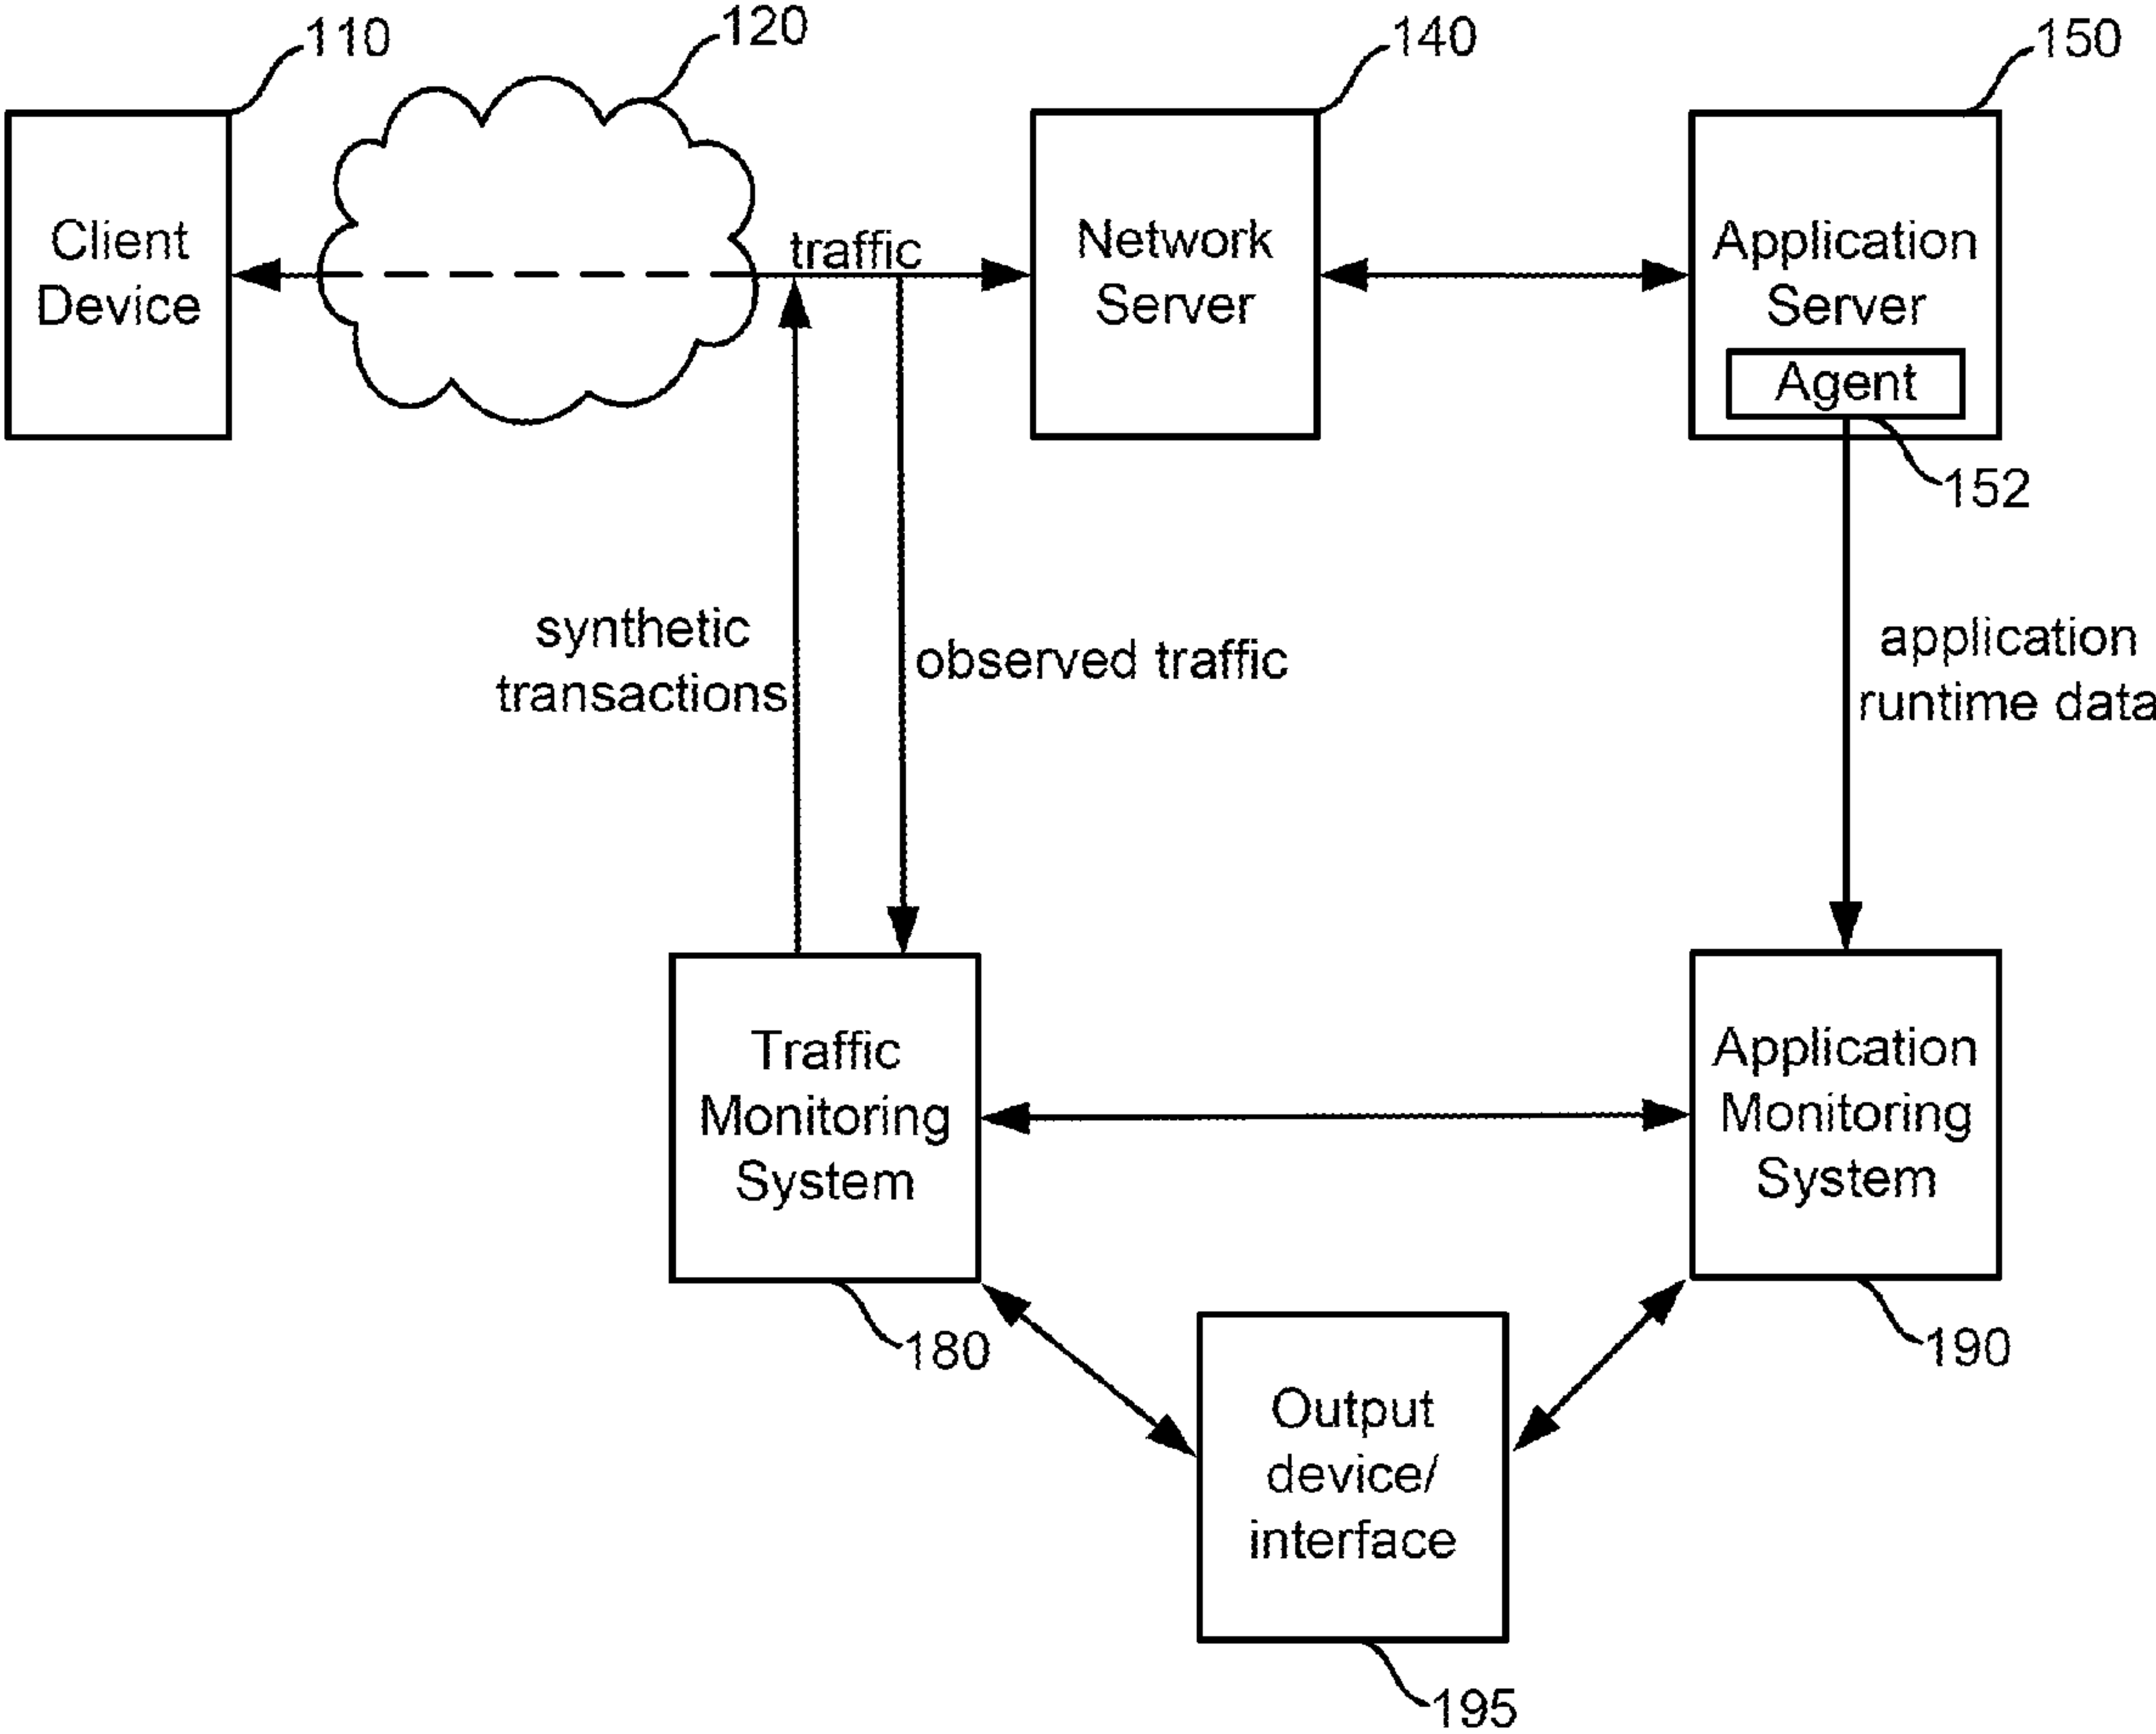 110
120
140
150
Client
Device
traffic
Network
Server
Application
Server
Agent
152
synthetic
transactions
observed traffic
application
runtime data
Traffic
Monitoring
System
Application
Monitoring
System
180
190
Output
device/
interface
195